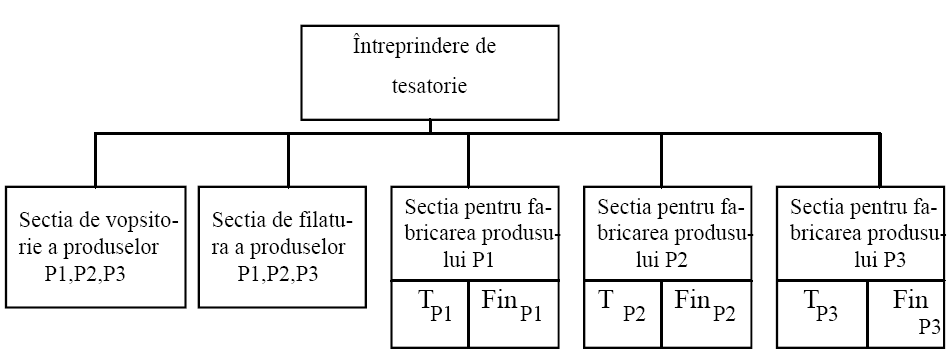 Întreprindere de
tesatorie
Sectia de vopsito-
rie a produselor
P1,P2,P3
Sectia de filatu-
ra a produselor
P1,P2,P3
Sectia pentru fa-
bricarea produsu-
lui P1
TP1
FinP1
Sectia pentru fa-
bricarea produsu-
lui P2
T P2
FinP2
Sectia pentru fa-
bricarea produsu-
lui P3
TP3
Fin P3